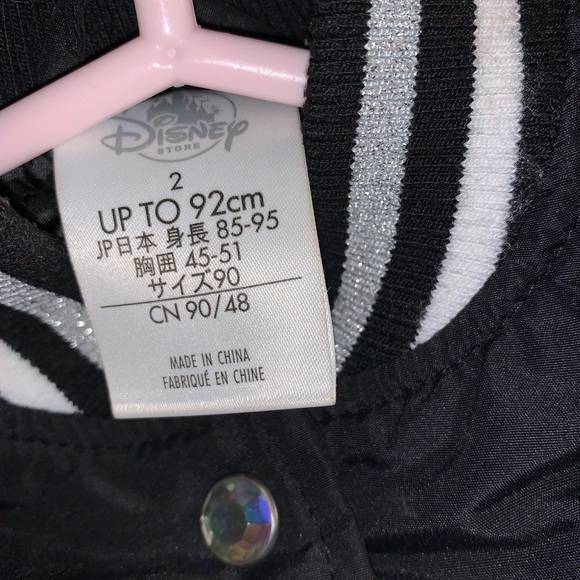 Disney
STORE
2
UP TO 92cm
JP日本 身長 85-95
胸囲 45-51
サイズ90
CN 90/48
MADE IN CHINA
FABRIQUÉ EN CHINE